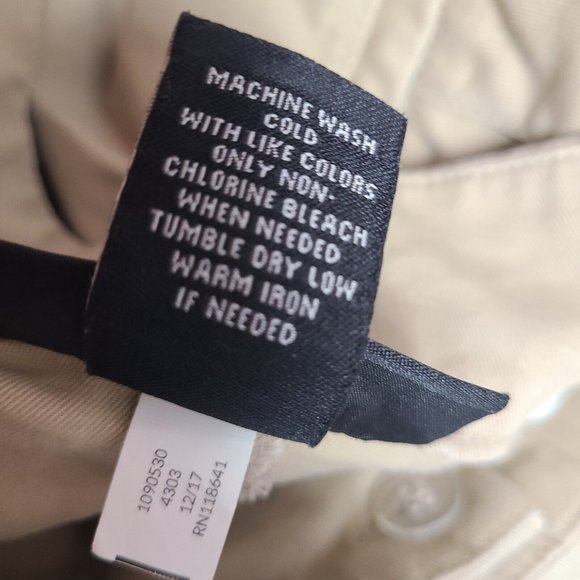 MACHINE WASH
COLD
WITH LIKE COLORS
ONLY NON-
CHLORINE BLEACH
WHEN NEEDED
TUMBLE DRY LOW
WARM IRON
IF NEEDED
1090530
4303
12/17
RN118641